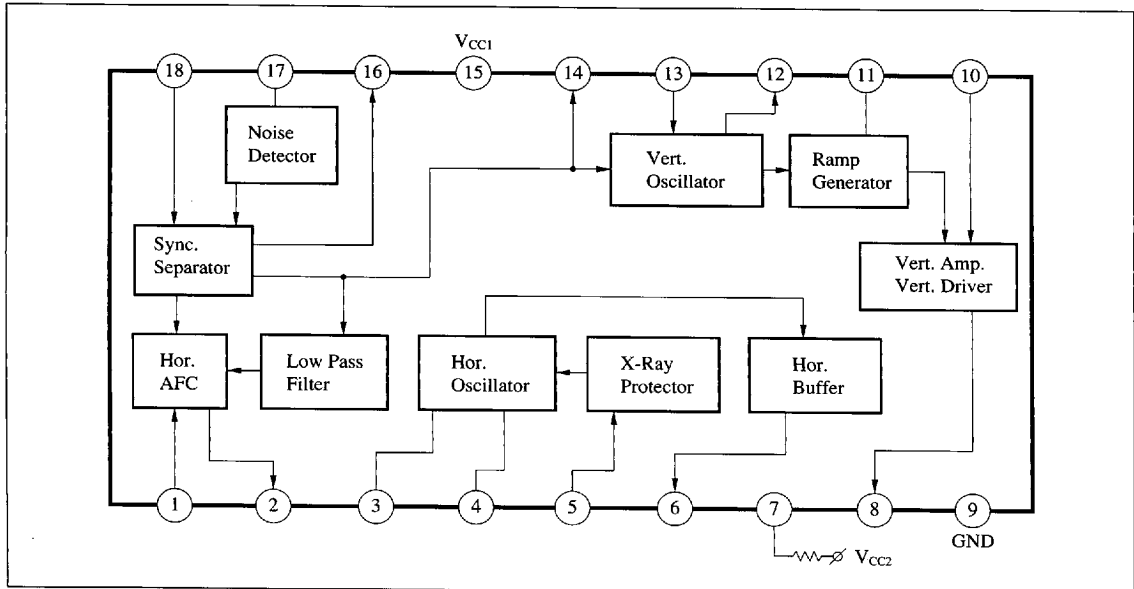 V_CC1
18 17 16 15 14 13 12 11 10
Noise
Detector
Vert.
Oscillator
Ramp
Generator
Sync.
Separator
Vert. Amp.
Vert. Driver
Hor.
AFC
Low Pass
Filter
Hor.
Oscillator
X-Ray
Protector
Hor.
Buffer
1 2 3 4 5 6 7 8 9
GND
V_CC2